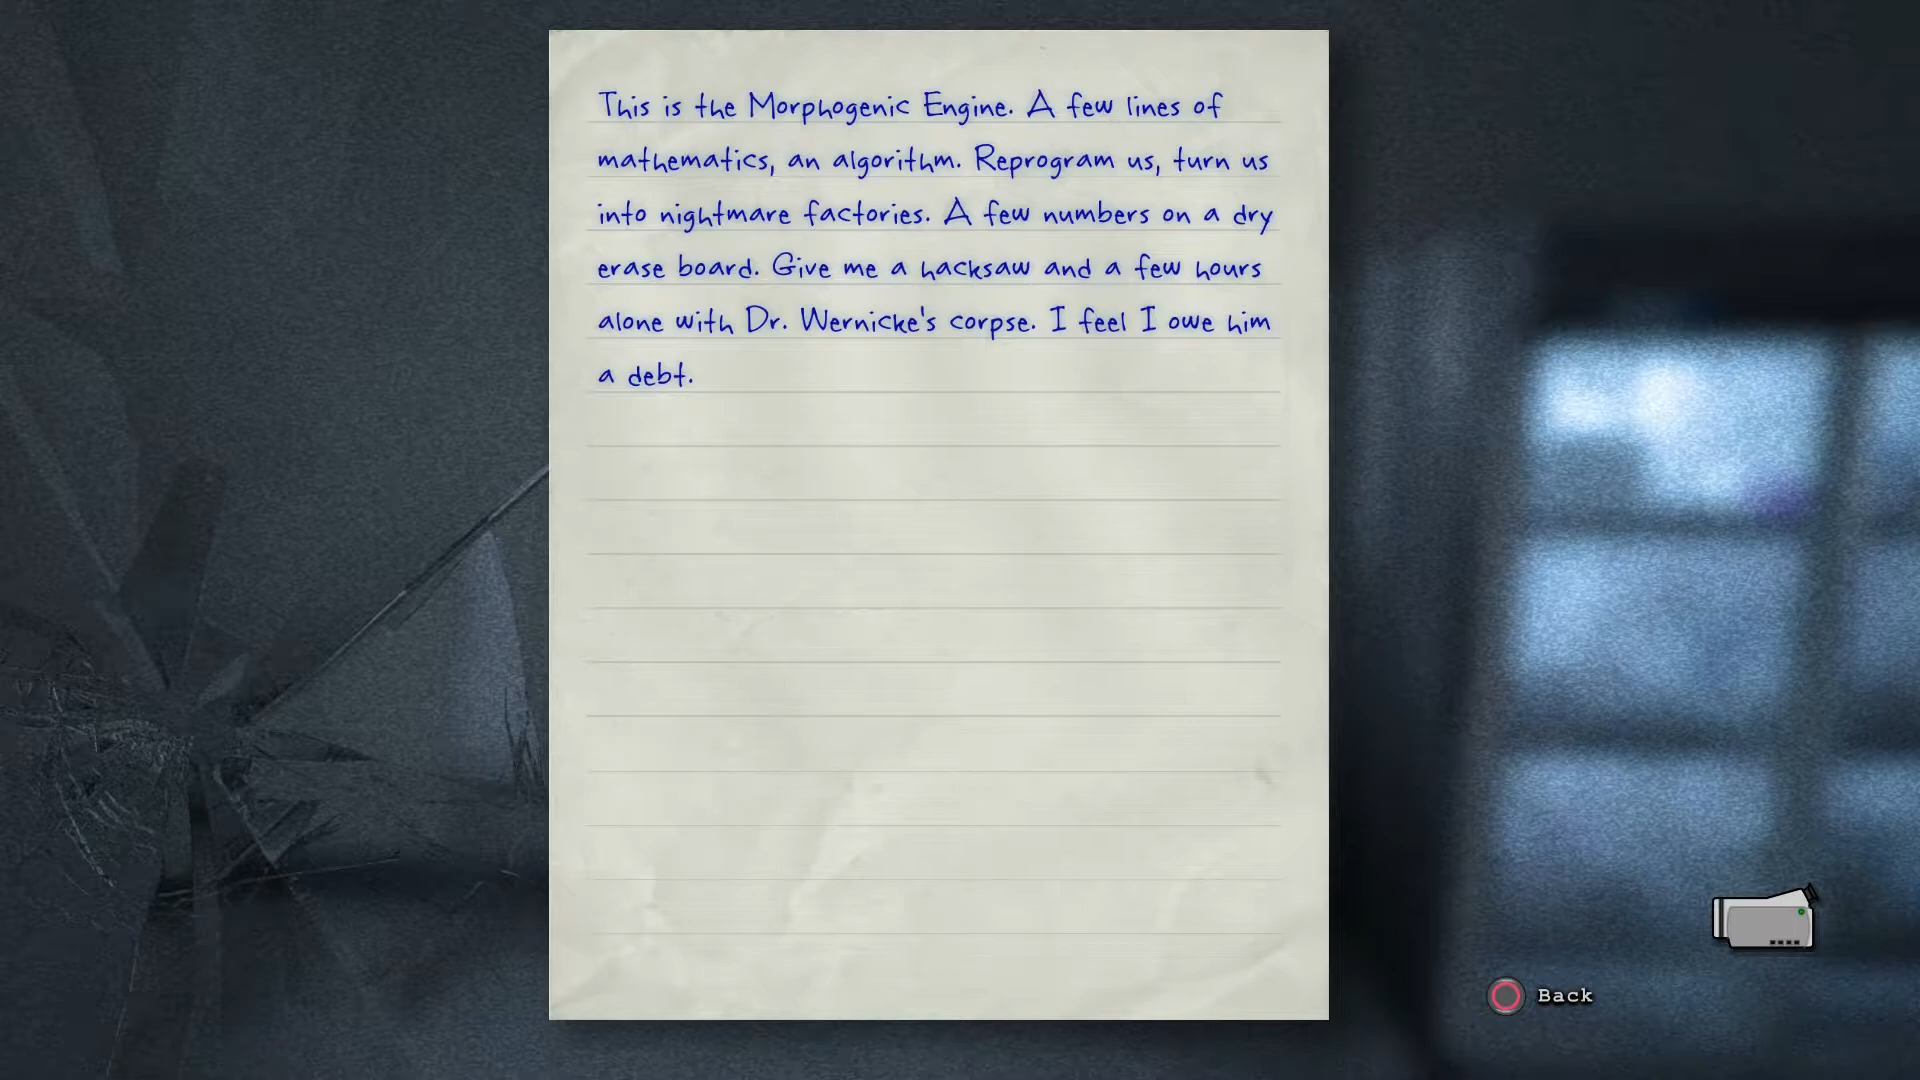 This is the Morphogenic Engine. A few lines of
mathematics, an algorithm. Reprogram us, turn us
into nightmare factories. A few numbers on a dry
erase board. Give me a hacksaw and a few hours
alone with Dr. Wernicke's corpse. I feel I owe him
a debt.
Back